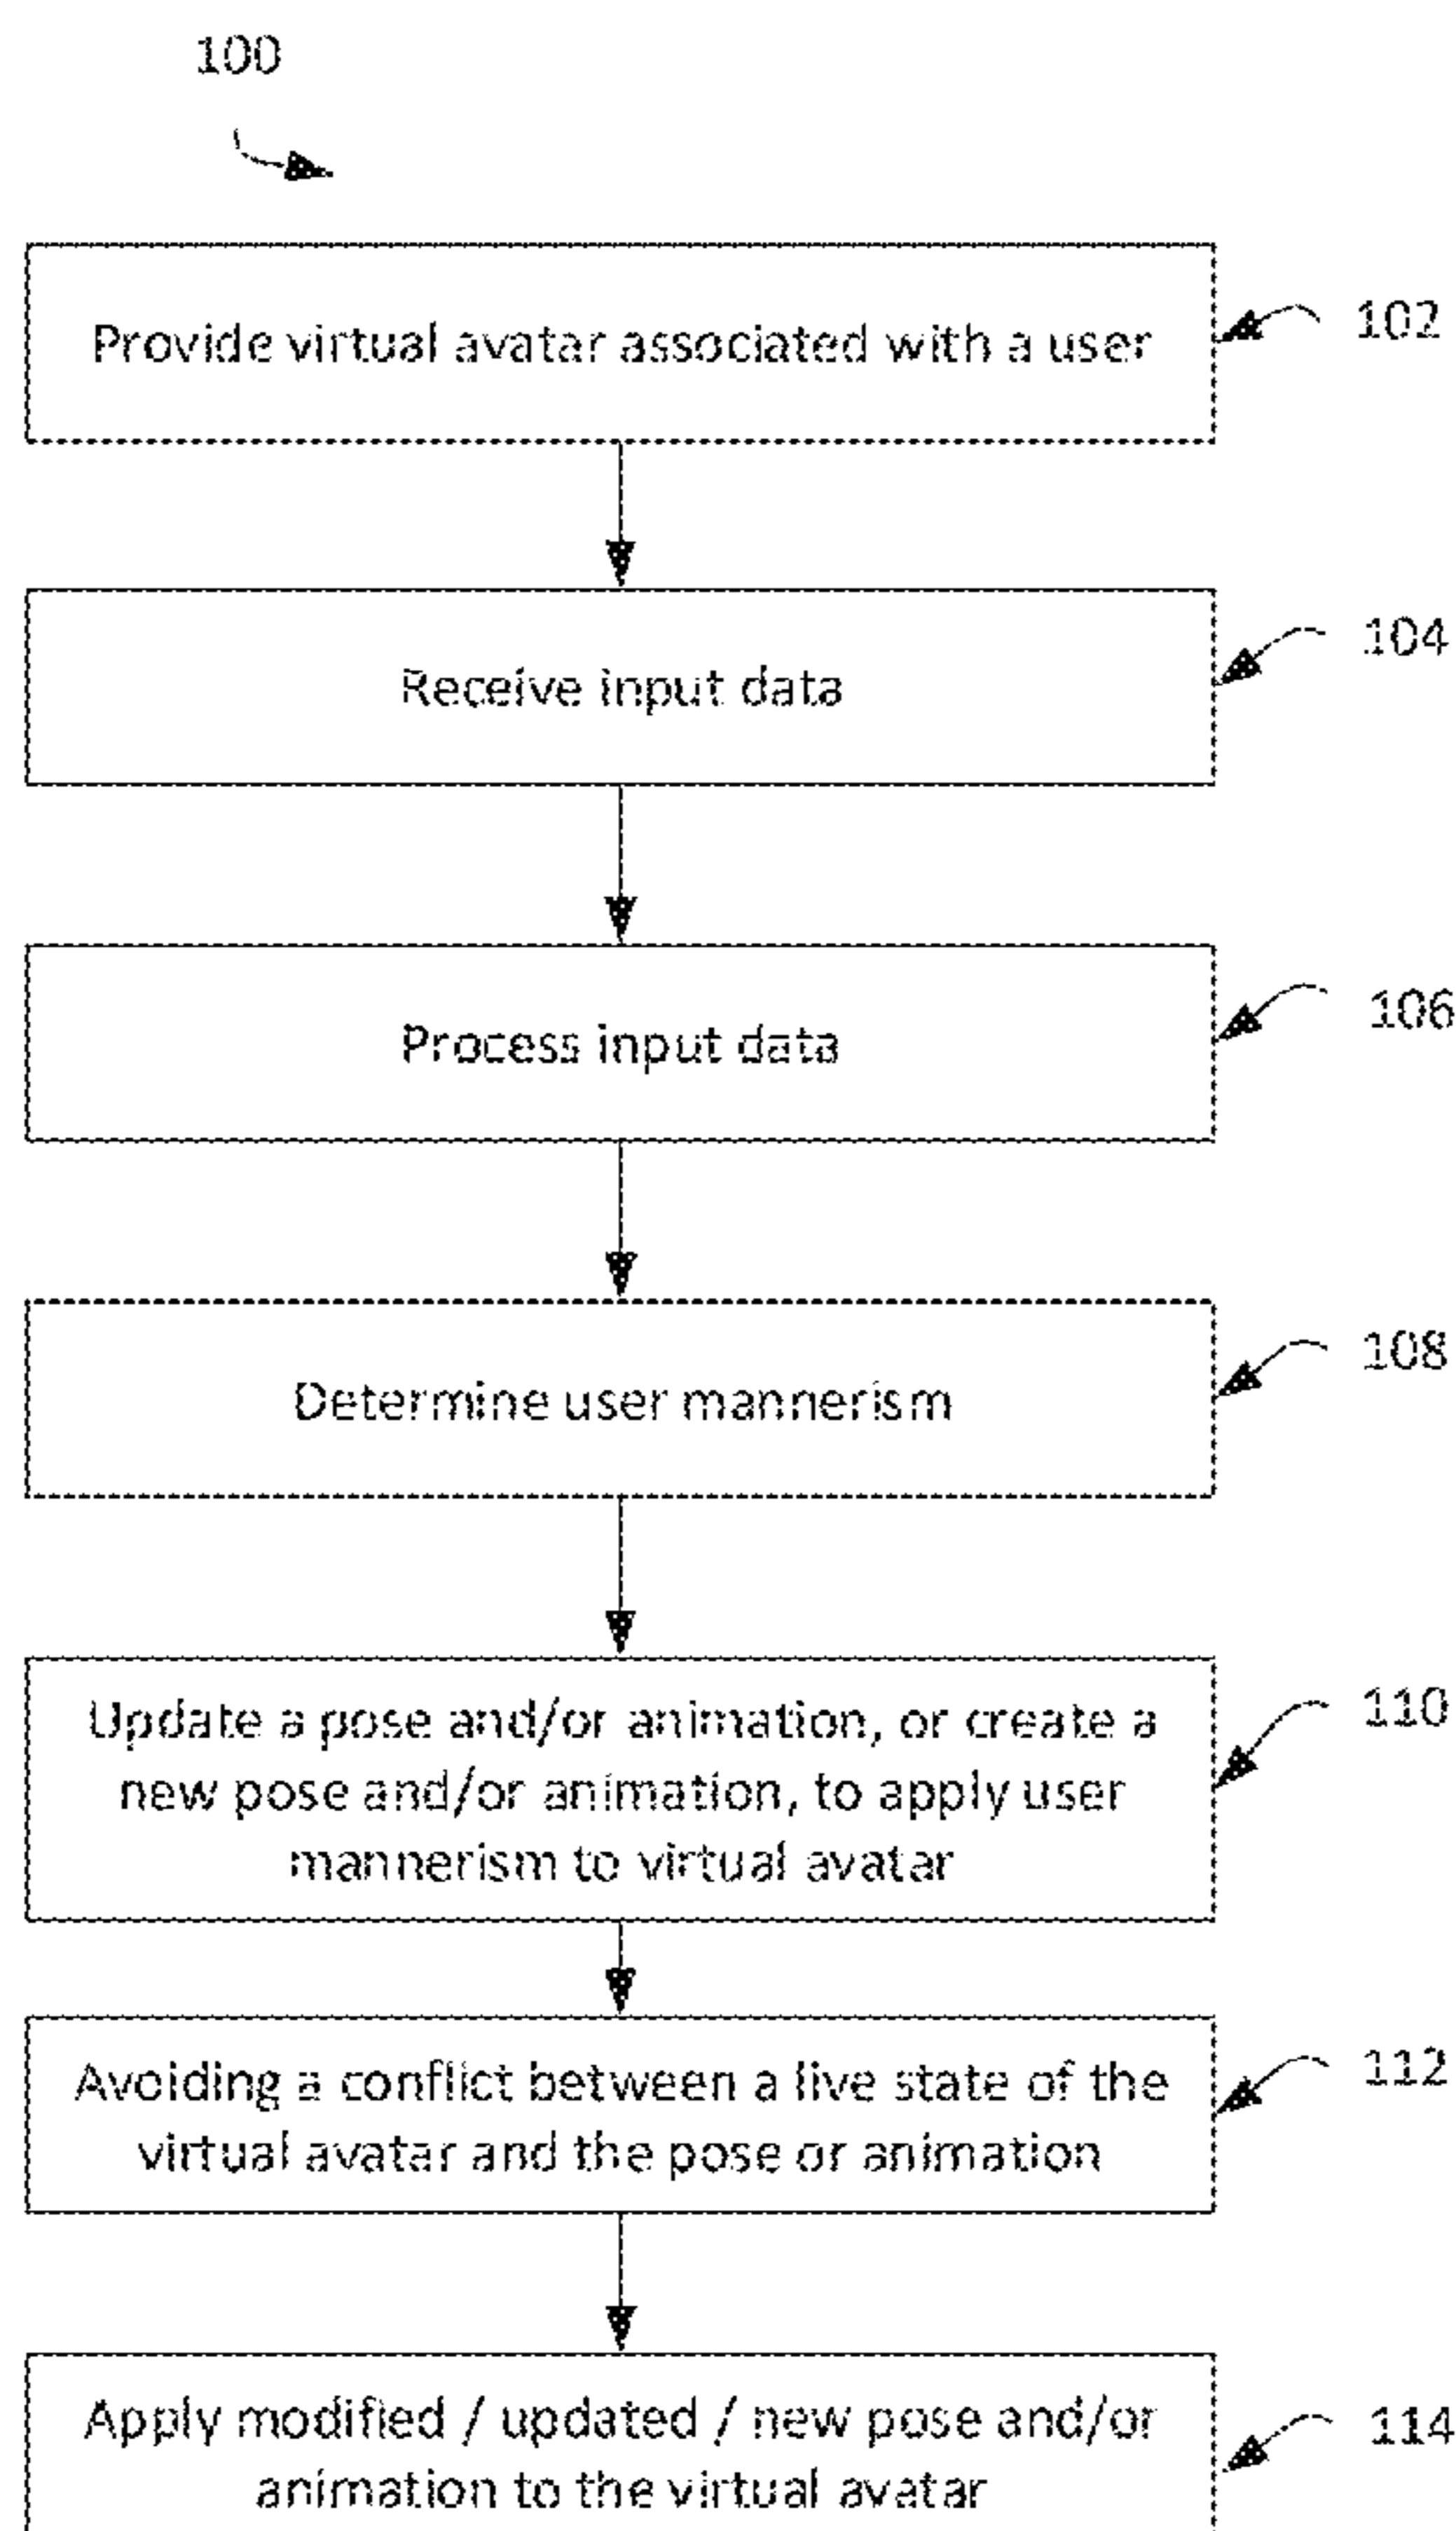 100
Provide virtual avatar associated with a user
102
Receive input data
104
Process input data
106
Determine user mannerism
108
Update a pose and/or animation, or create a
new pose and/or animation, to apply user
mannerism to virtual avatar
110
Avoiding a conflict between a live state of the
virtual avatar and the pose or animation
112
Apply modified / updated / new pose and/or
animation to the virtual avatar
114